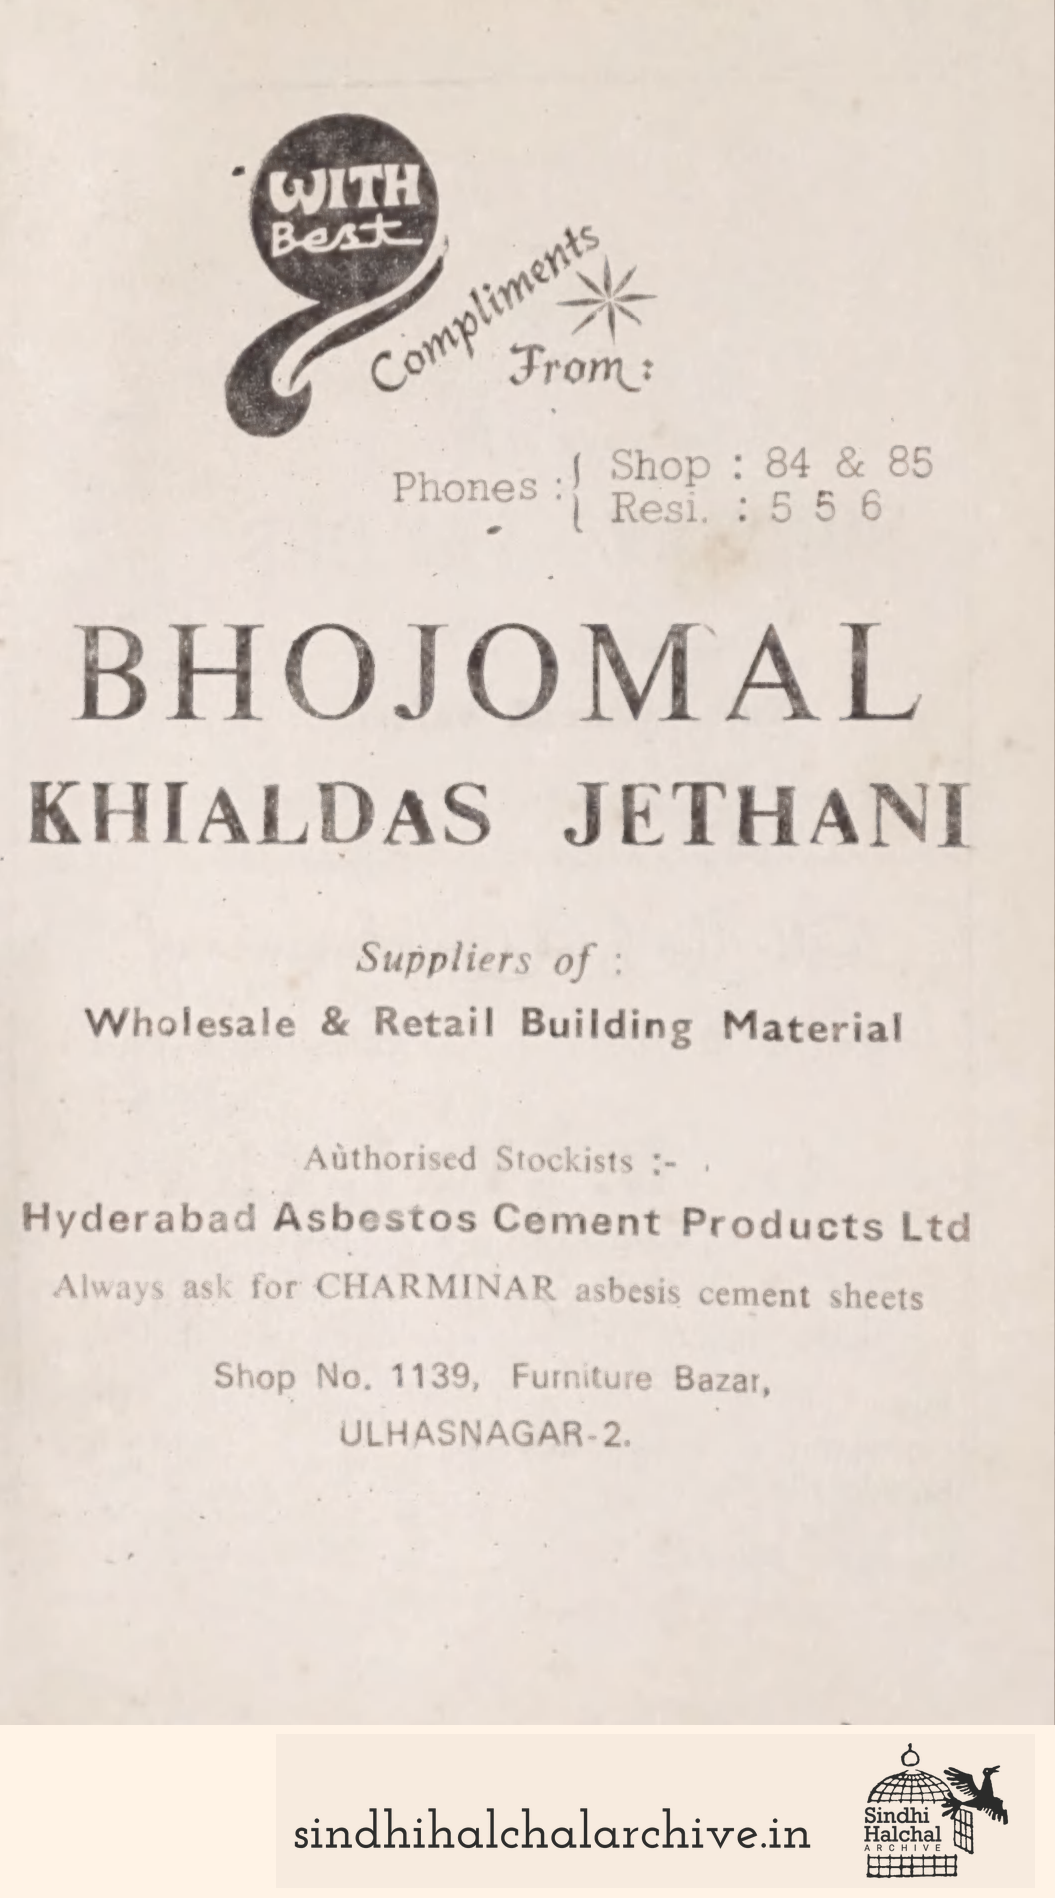 WITH
Best
Compliments
From :
Phones : { Shop : 84 & 85
Resi. : 5 5 6
BHOJOMAL
KHIALDAS JETHANI
Suppliers of :
Wholesale & Retail Building Material
Authorised Stockists :-
Hyderabad Asbestos Cement Products Ltd
Always ask for CHARMINAR asbesis cement sheets
Shop No. 1139, Furniture Bazar,
ULHASNAGAR-2.
sindhihalchalarchive.in
Sindhi
Halchal
ARCHIVE